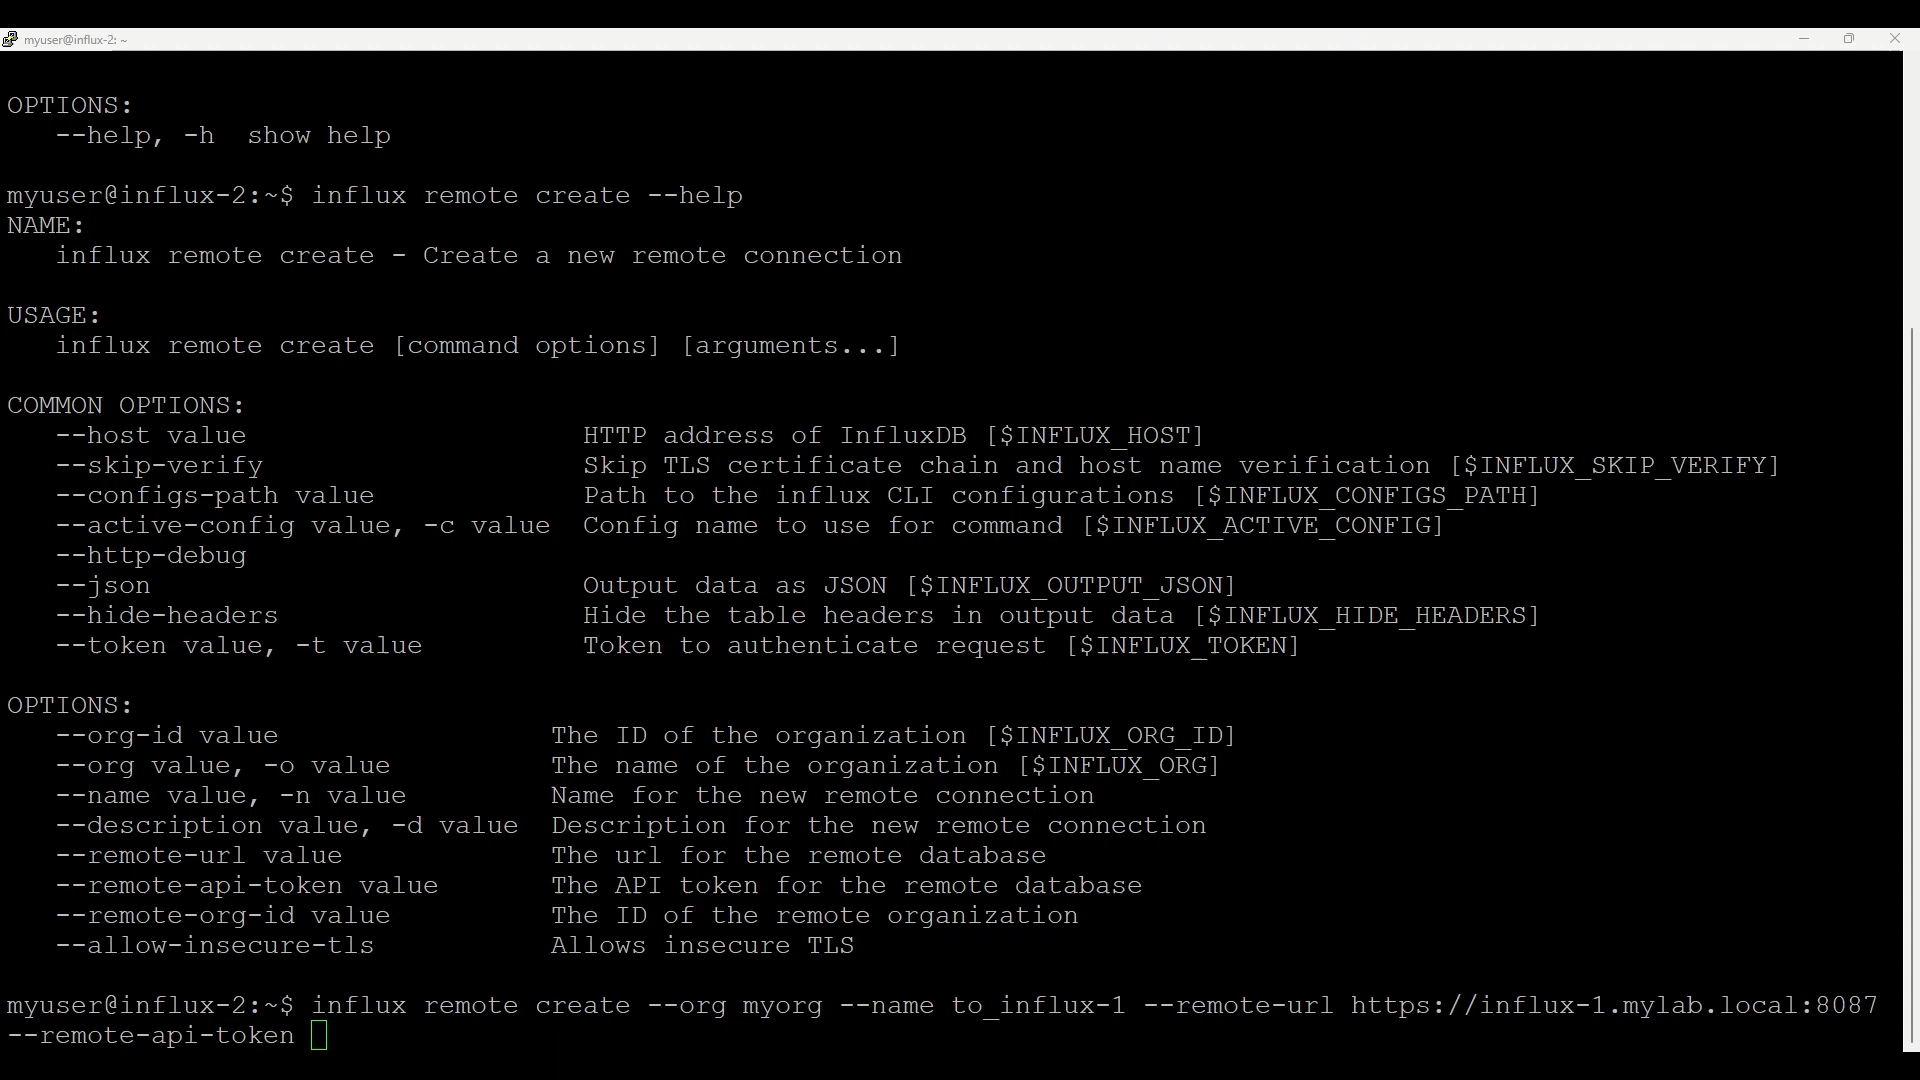 myuser@influx-2: ~
OPTIONS:
--help, -h  show help
myuser@influx-2:~$ influx remote create --help
NAME:
influx remote create - Create a new remote connection
USAGE:
influx remote create [command options] [arguments...]
COMMON OPTIONS:
--host value                     HTTP address of InfluxDB [$INFLUX_HOST]
--skip-verify                    Skip TLS certificate chain and host name verification [$INFLUX_SKIP_VERIFY]
--configs-path value             Path to the influx CLI configurations [$INFLUX_CONFIGS_PATH]
--active-config value, -c value  Config name to use for command [$INFLUX_ACTIVE_CONFIG]
--http-debug
--json                           Output data as JSON [$INFLUX_OUTPUT_JSON]
--hide-headers                   Hide the table headers in output data [$INFLUX_HIDE_HEADERS]
--token value, -t value          Token to authenticate request [$INFLUX_TOKEN]
OPTIONS:
--org-id value                 The ID of the organization [$INFLUX_ORG_ID]
--org value, -o value          The name of the organization [$INFLUX_ORG]
--name value, -n value         Name for the new remote connection
--description value, -d value  Description for the new remote connection
--remote-url value             The url for the remote database
--remote-api-token value       The API token for the remote database
--remote-org-id value          The ID of the remote organization
--allow-insecure-tls           Allows insecure TLS
myuser@influx-2:~$ influx remote create --org myorg --name to_influx-1 --remote-url https://influx-1.mylab.local:8087
--remote-api-token